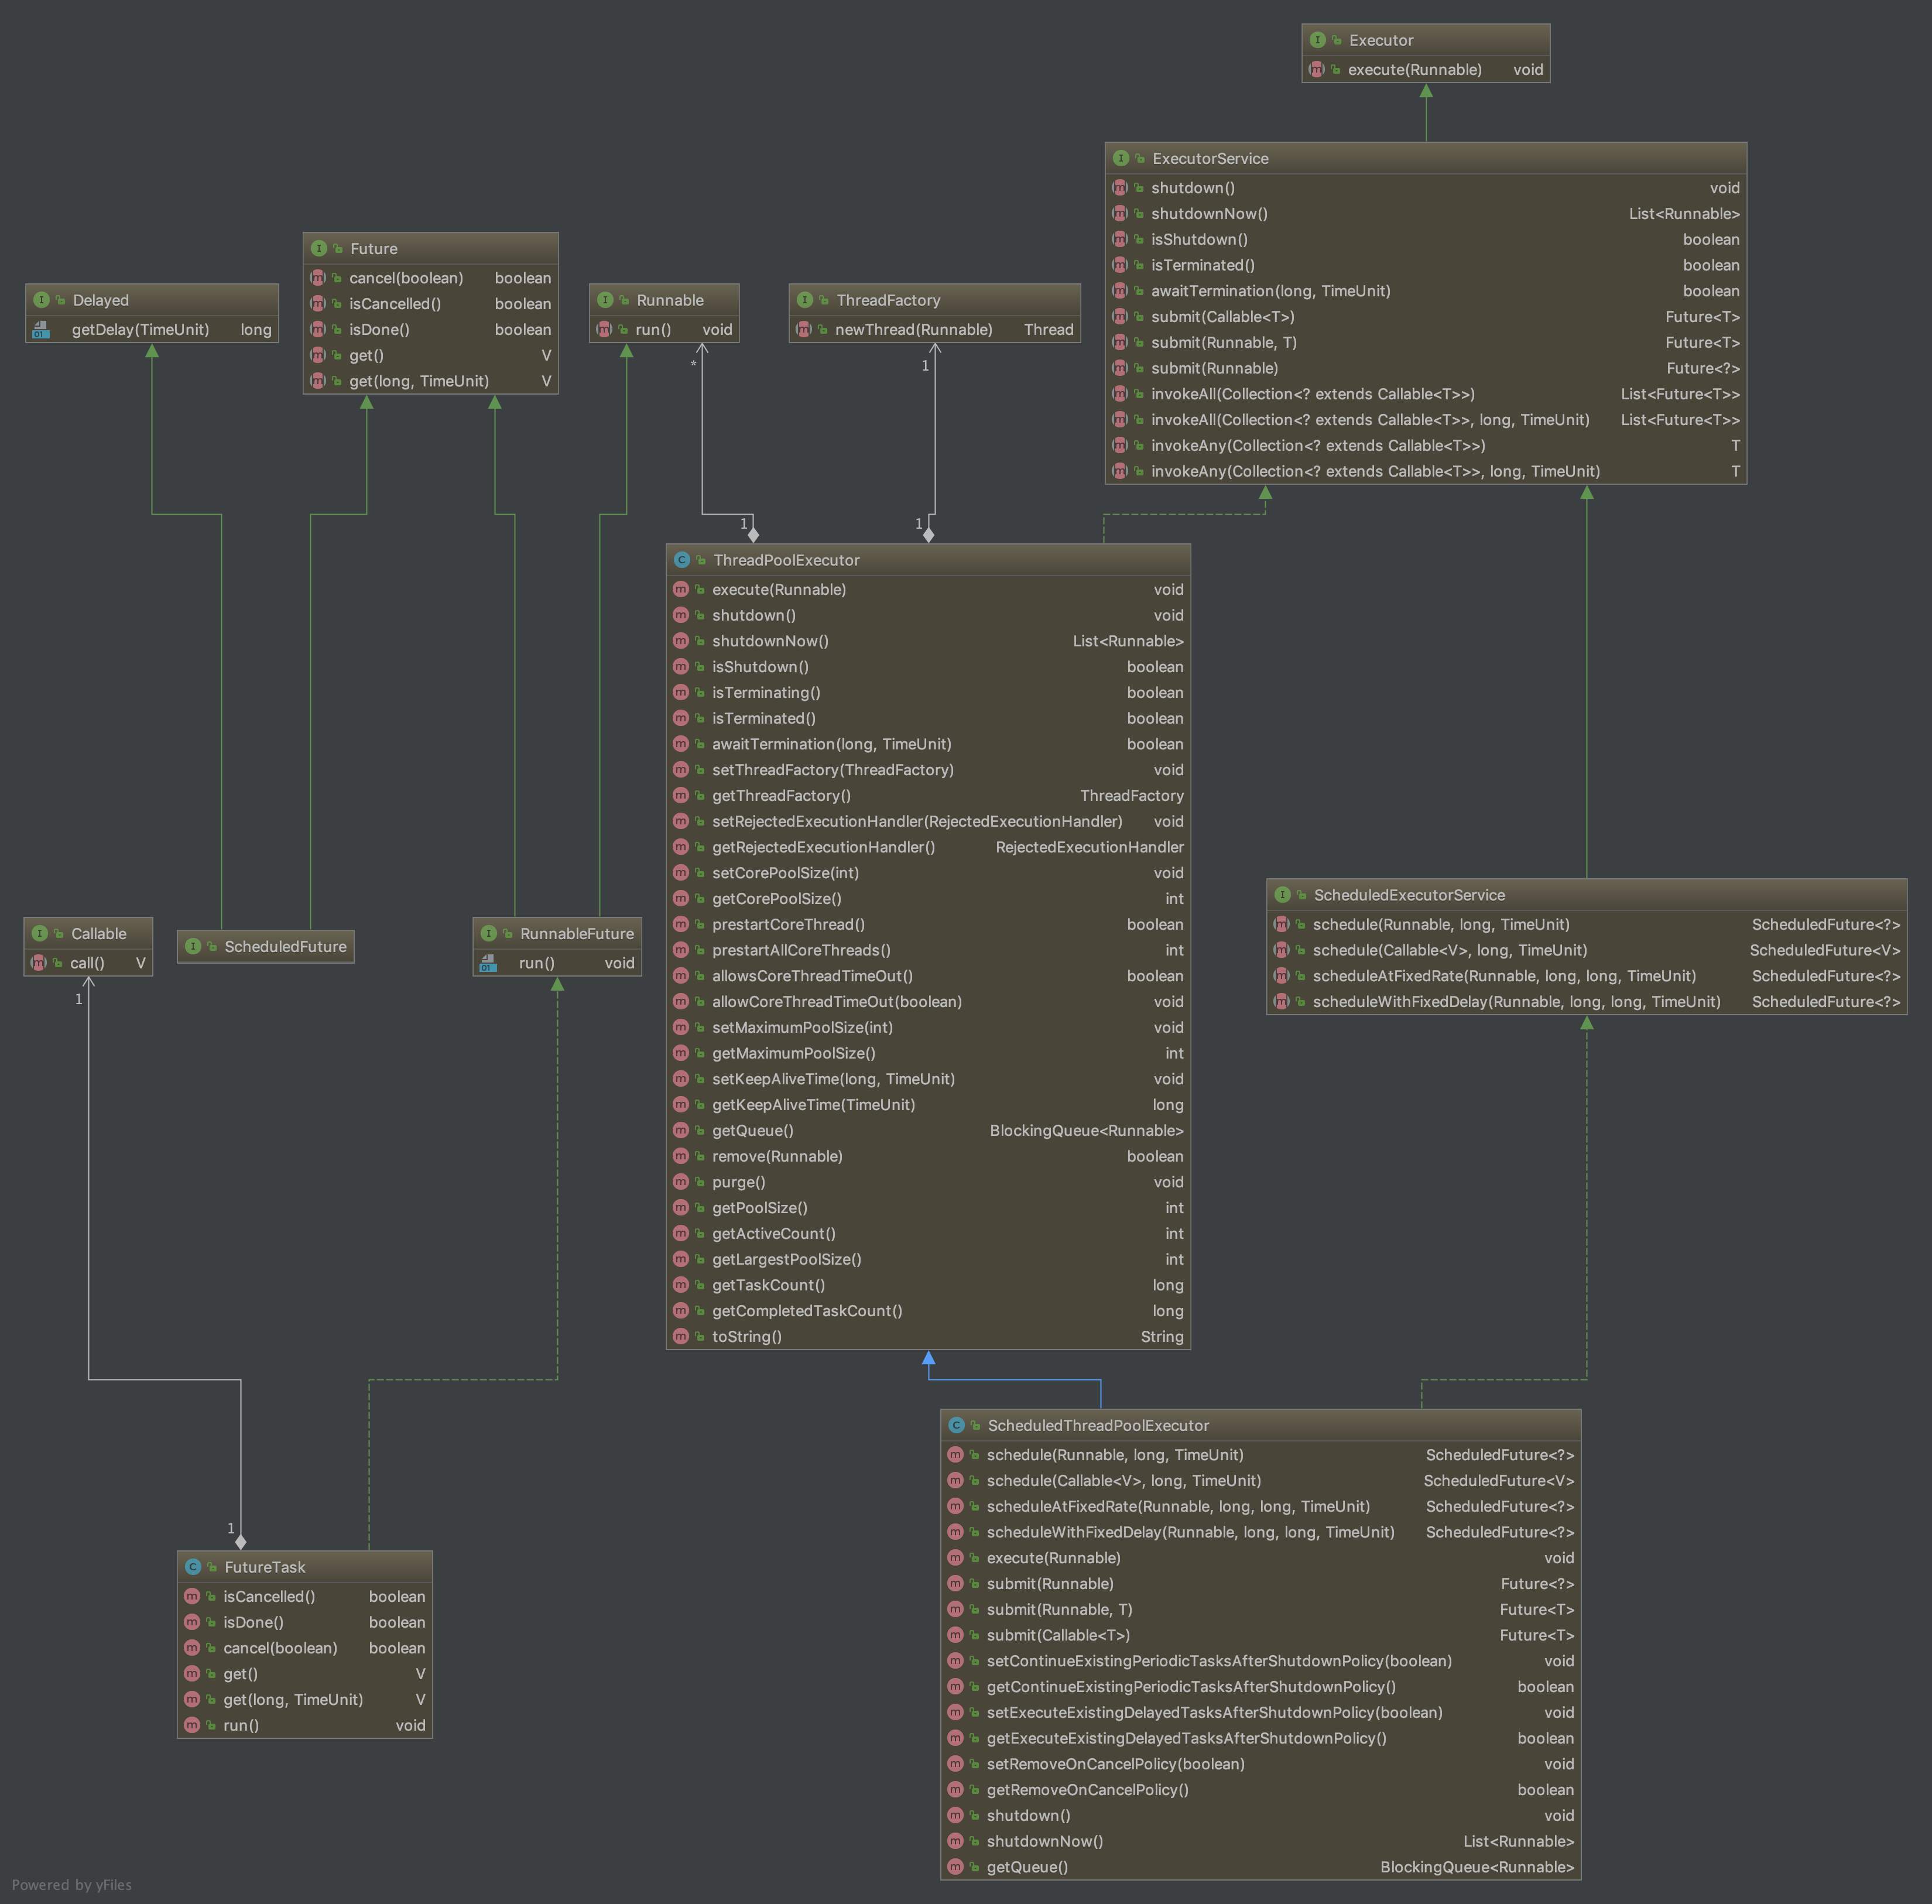 Executor
execute(Runnable) void
ExecutorService
shutdown() void
shutdownNow() List<Runnable>
isShutdown() boolean
isTerminated() boolean
awaitTermination(long, TimeUnit) boolean
submit(Callable<T>) Future<T>
submit(Runnable, T) Future<T>
submit(Runnable) Future<?>
invokeAll(Collection<? extends Callable<T>>) List<Future<T>>
invokeAll(Collection<? extends Callable<T>>, long, TimeUnit) List<Future<T>>
invokeAny(Collection<? extends Callable<T>>) T
invokeAny(Collection<? extends Callable<T>>, long, TimeUnit) T
Future
cancel(boolean) boolean
isCancelled() boolean
isDone() boolean
get() V
get(long, TimeUnit) V
Delayed
getDelay(TimeUnit) long
Runnable
run() void
*
1
ThreadFactory
newThread(Runnable) Thread
1
1
ThreadPoolExecutor
execute(Runnable) void
shutdown() void
shutdownNow() List<Runnable>
isShutdown() boolean
isTerminating() boolean
isTerminated() boolean
awaitTermination(long, TimeUnit) boolean
setThreadFactory(ThreadFactory) void
getThreadFactory() ThreadFactory
setRejectedExecutionHandler(RejectedExecutionHandler) void
getRejectedExecutionHandler() RejectedExecutionHandler
setCorePoolSize(int) void
getCorePoolSize() int
prestartCoreThread() boolean
prestartAllCoreThreads() int
allowsCoreThreadTimeOut() boolean
allowCoreThreadTimeOut(boolean) void
setMaximumPoolSize(int) void
getMaximumPoolSize() int
setKeepAliveTime(long, TimeUnit) void
getKeepAliveTime(TimeUnit) long
getQueue() BlockingQueue<Runnable>
remove(Runnable) boolean
purge() void
getPoolSize() int
getActiveCount() int
getLargestPoolSize() int
getTaskCount() long
getCompletedTaskCount() long
toString() String
Callable
call() V
1
ScheduledFuture
RunnableFuture
run() void
ScheduledExecutorService
schedule(Runnable, long, TimeUnit) ScheduledFuture<?>
schedule(Callable<V>, long, TimeUnit) ScheduledFuture<V>
scheduleAtFixedRate(Runnable, long, long, TimeUnit) ScheduledFuture<?>
scheduleWithFixedDelay(Runnable, long, long, TimeUnit) ScheduledFuture<?>
ScheduledThreadPoolExecutor
schedule(Runnable, long, TimeUnit) ScheduledFuture<?>
schedule(Callable<V>, long, TimeUnit) ScheduledFuture<V>
scheduleAtFixedRate(Runnable, long, long, TimeUnit) ScheduledFuture<?>
scheduleWithFixedDelay(Runnable, long, long, TimeUnit) ScheduledFuture<?>
execute(Runnable) void
submit(Runnable) Future<?>
submit(Runnable, T) Future<T>
submit(Callable<T>) Future<T>
setContinueExistingPeriodicTasksAfterShutdownPolicy(boolean) void
getContinueExistingPeriodicTasksAfterShutdownPolicy() boolean
setExecuteExistingDelayedTasksAfterShutdownPolicy(boolean) void
getExecuteExistingDelayedTasksAfterShutdownPolicy() boolean
setRemoveOnCancelPolicy(boolean) void
getRemoveOnCancelPolicy() boolean
shutdown() void
shutdownNow() List<Runnable>
getQueue() BlockingQueue<Runnable>
1
FutureTask
isCancelled() boolean
isDone() boolean
cancel(boolean) boolean
get() V
get(long, TimeUnit) V
run() void
Powered by yFiles